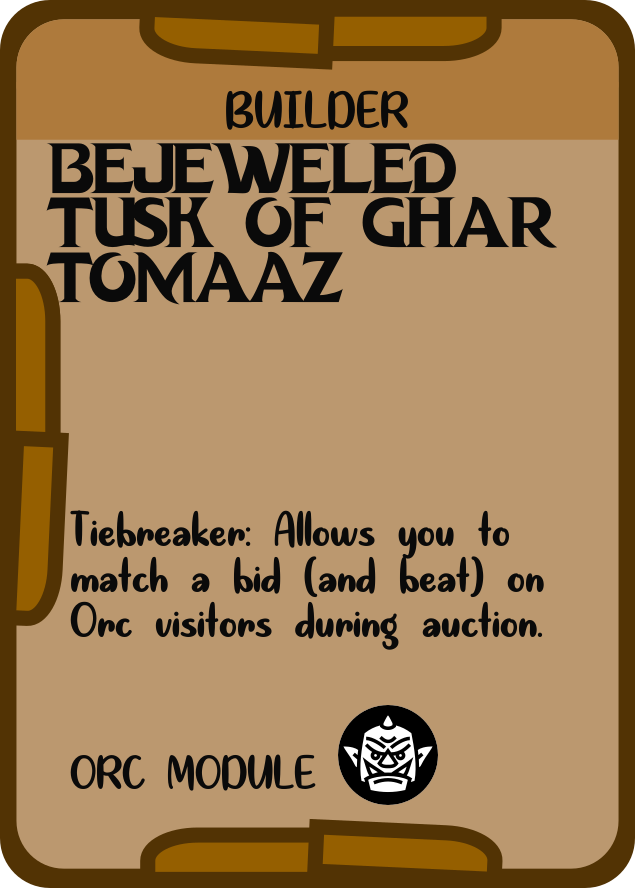 BUILDER
BEJEWELED
TUSK OF GHAR
TOMAAZ
Tiebreaker: Allows you to
match a bid (and beat) on
Orc visitors during auction.
ORC MODULE